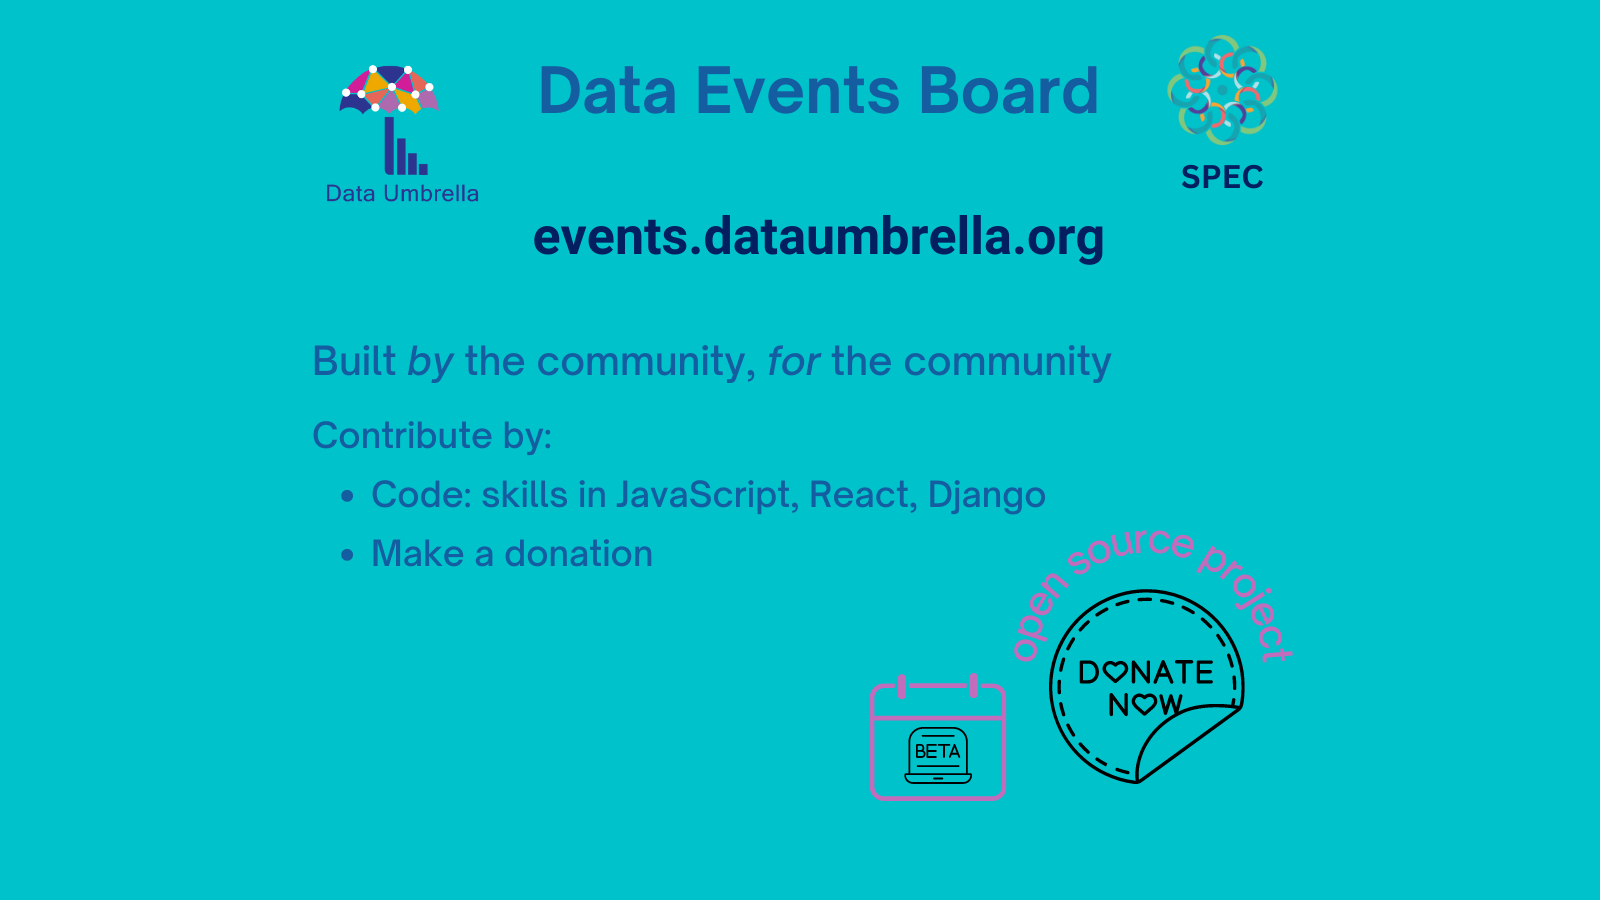 Data Events Board
Data Umbrella
SPEC
events.dataumbrella.org
Built by the community, for the community
Contribute by:
• Code: skills in JavaScript, React, Django
• Make a donation
open source project
DONATE
NOW
BETA